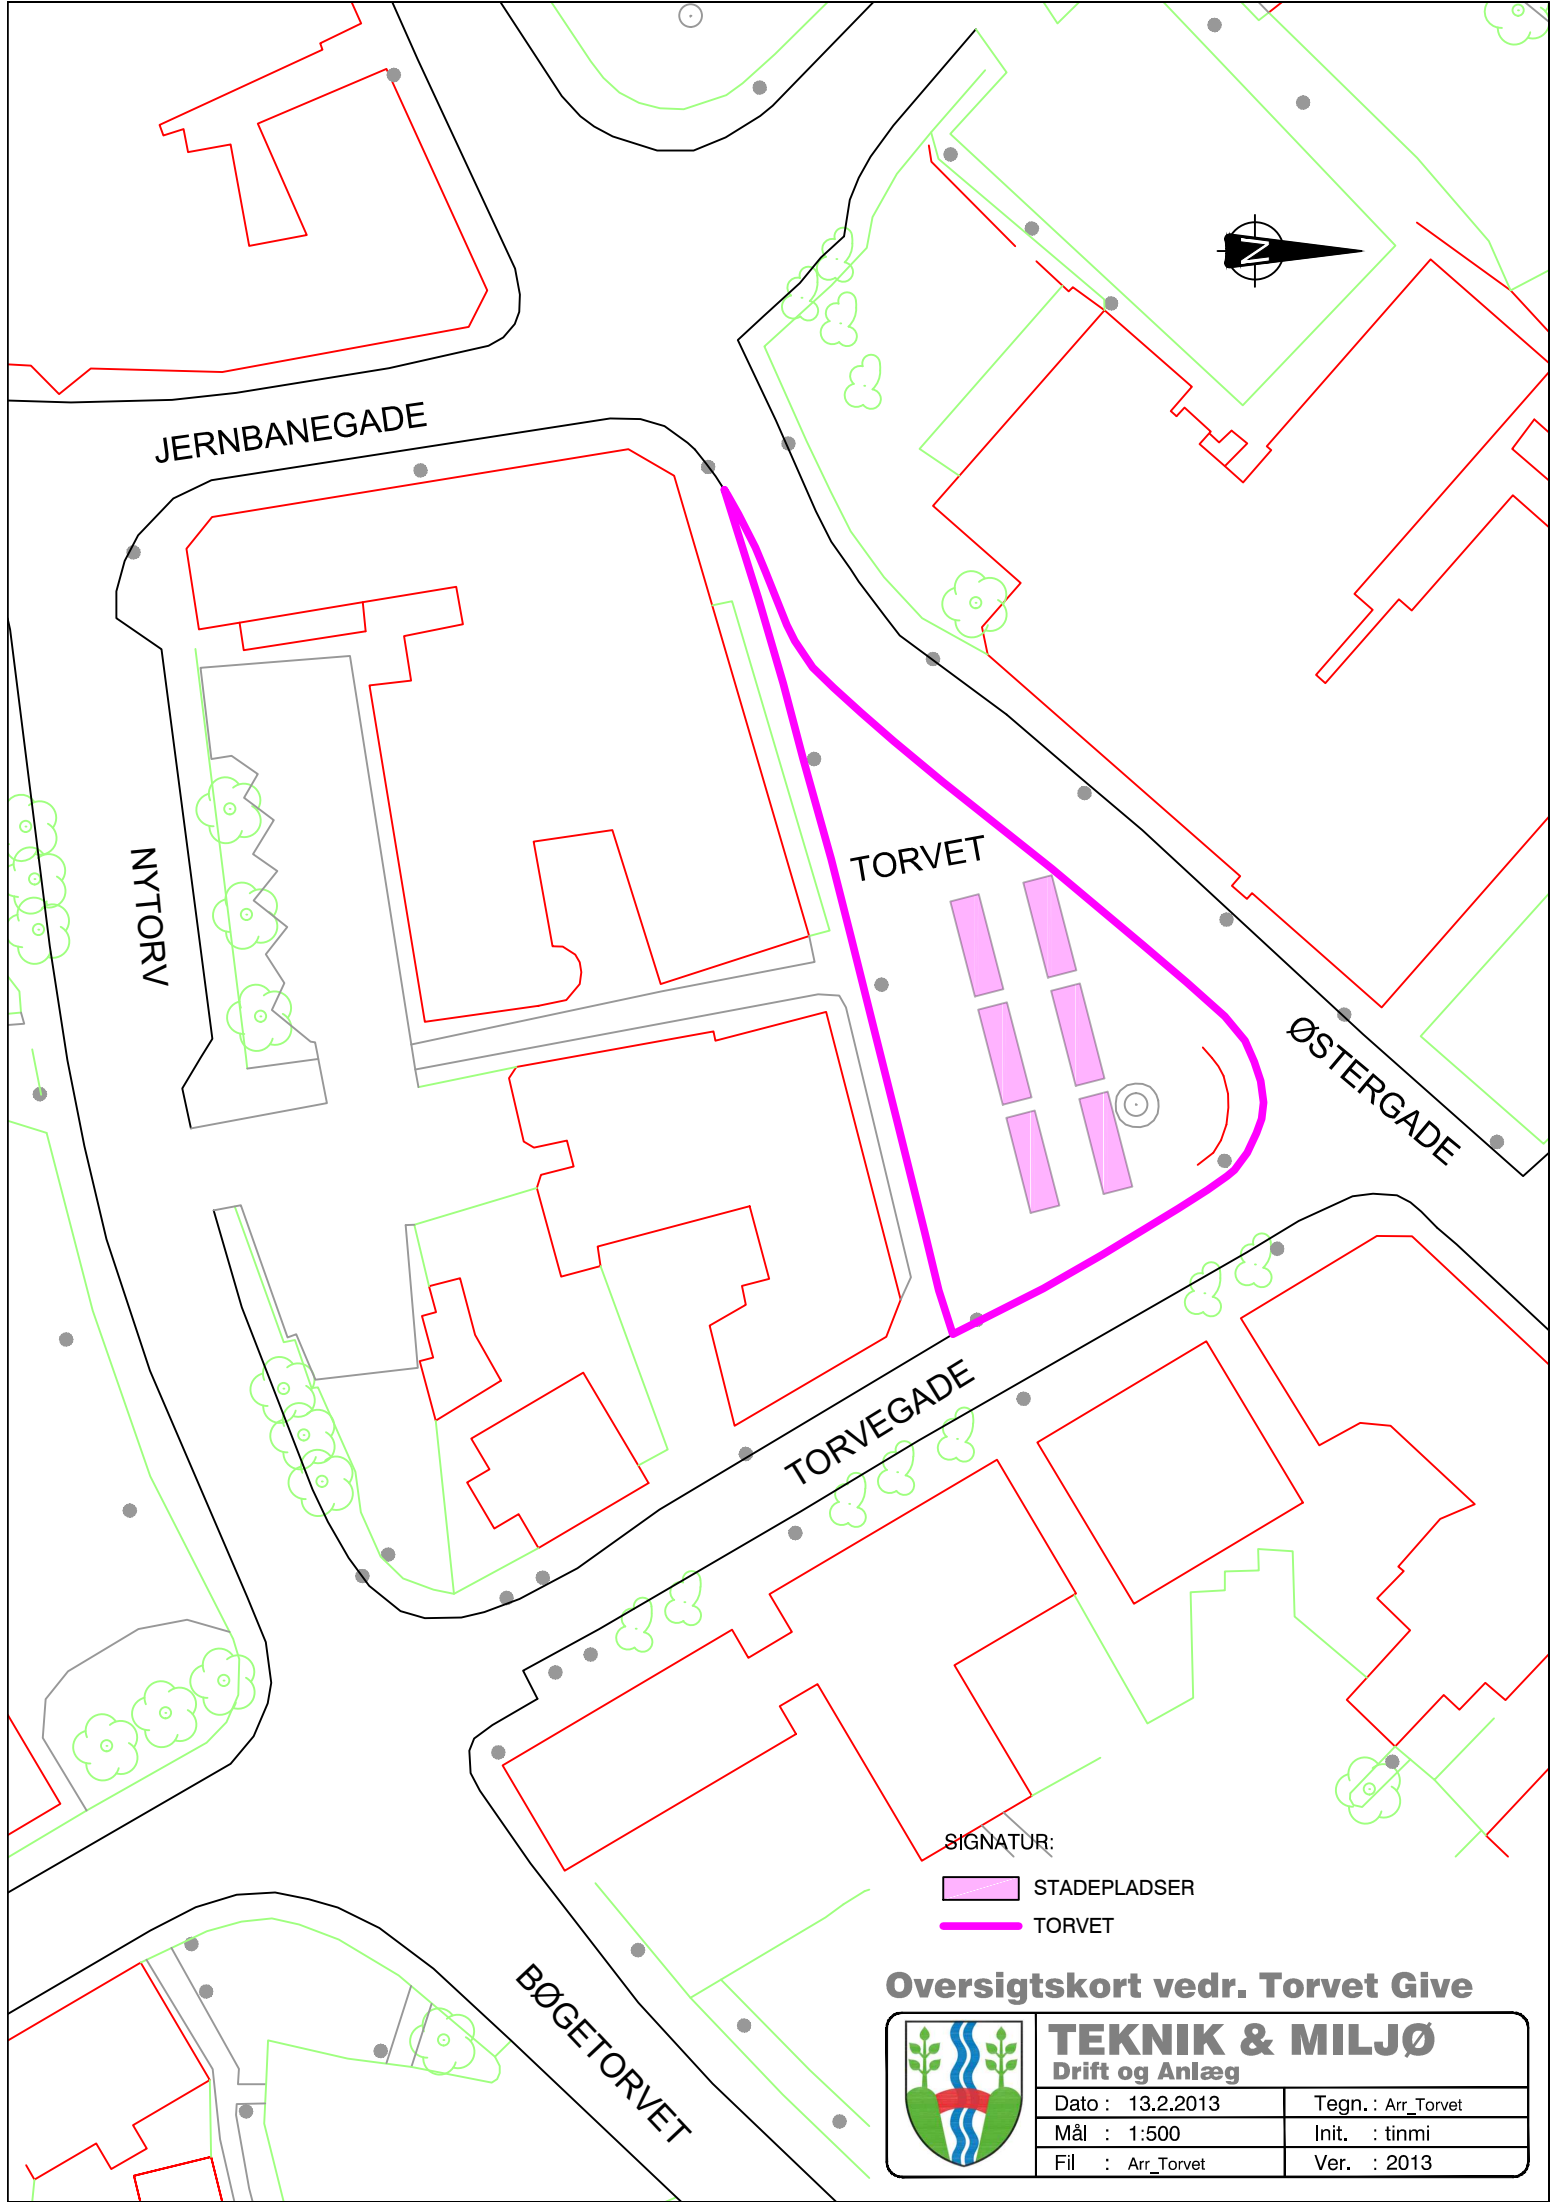 N
JERNBANEGADE
NYTORV
TORVET
ØSTERGADE
TORVEGADE
BØGETORVET
SIGNATUR:
STADEPLADSER
TORVET
Oversigtskort vedr. Torvet Give
TEKNIK & MILJØ
Drift og Anlæg
Dato : 13.2.2013 Tegn. : Arr_Torvet
Mål : 1:500 Init. : tinmi
Fil : Arr_Torvet Ver. : 2013